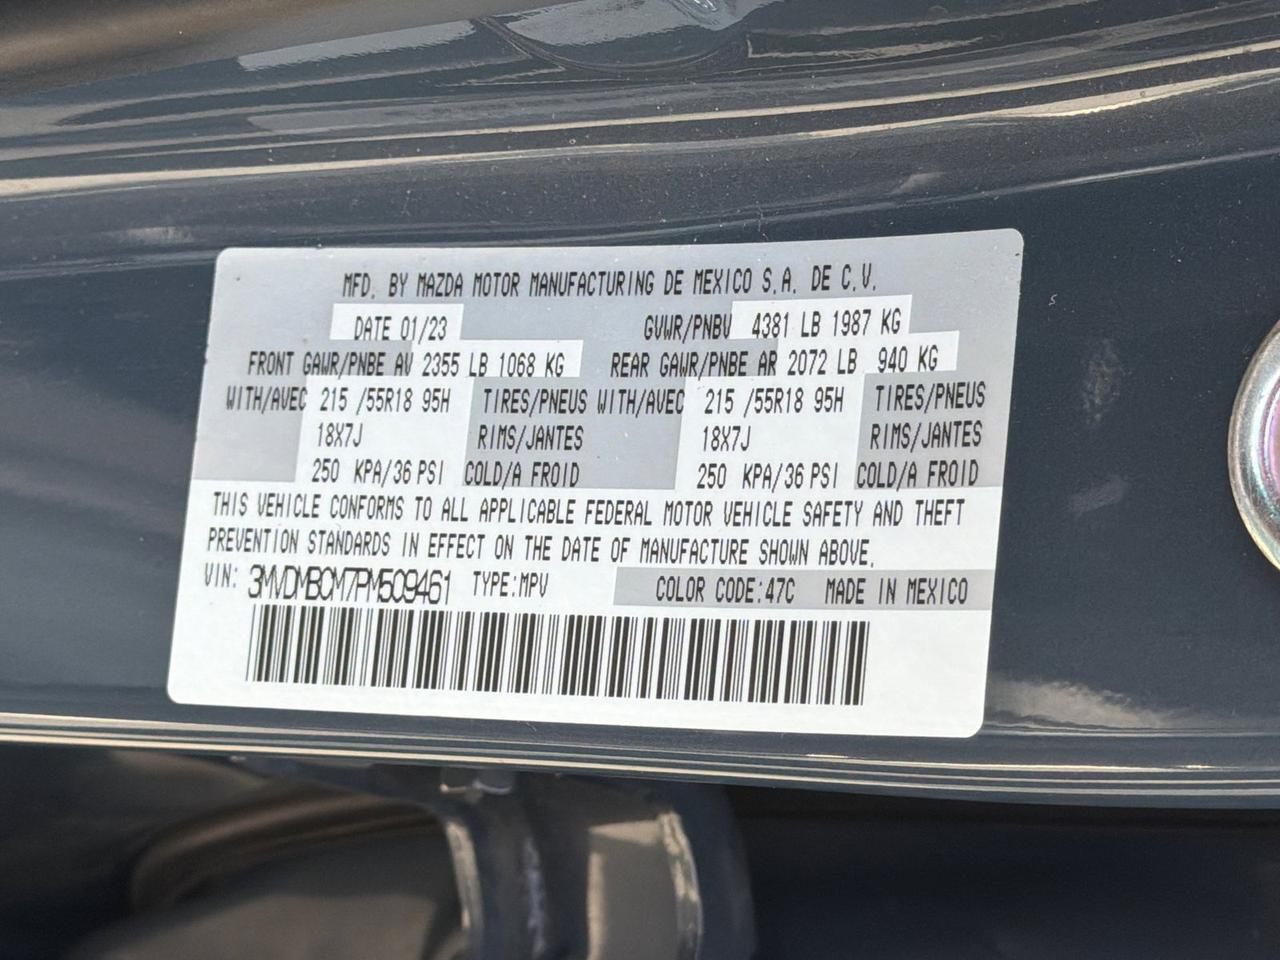 MFD. BY MAZDA MOTOR MANUFACTURING DE MEXICO S.A. DE C.V.
DATE 01/23 GVWR/PNBV 4381 LB 1987 KG
FRONT GAWR/PNBE AV 2355 LB 1068 KG REAR GAWR/PNBE AR 2072 LB 940 KG
WITH/AVEC 215 /55R18 95H TIRES/PNEUS WITH/AVEC 215 /55R18 95H TIRES/PNEUS
18X7J RIMS/JANTES 18X7J RIMS/JANTES
250 KPA/36 PSI COLD/A FROID 250 KPA/36 PSI COLD/A FROID
THIS VEHICLE CONFORMS TO ALL APPLICABLE FEDERAL MOTOR VEHICLE SAFETY AND THEFT
PREVENTION STANDARDS IN EFFECT ON THE DATE OF MANUFACTURE SHOWN ABOVE.
VIN: 3MVDMBCM7PM509461 TYPE:MPV COLOR CODE:47C MADE IN MEXICO